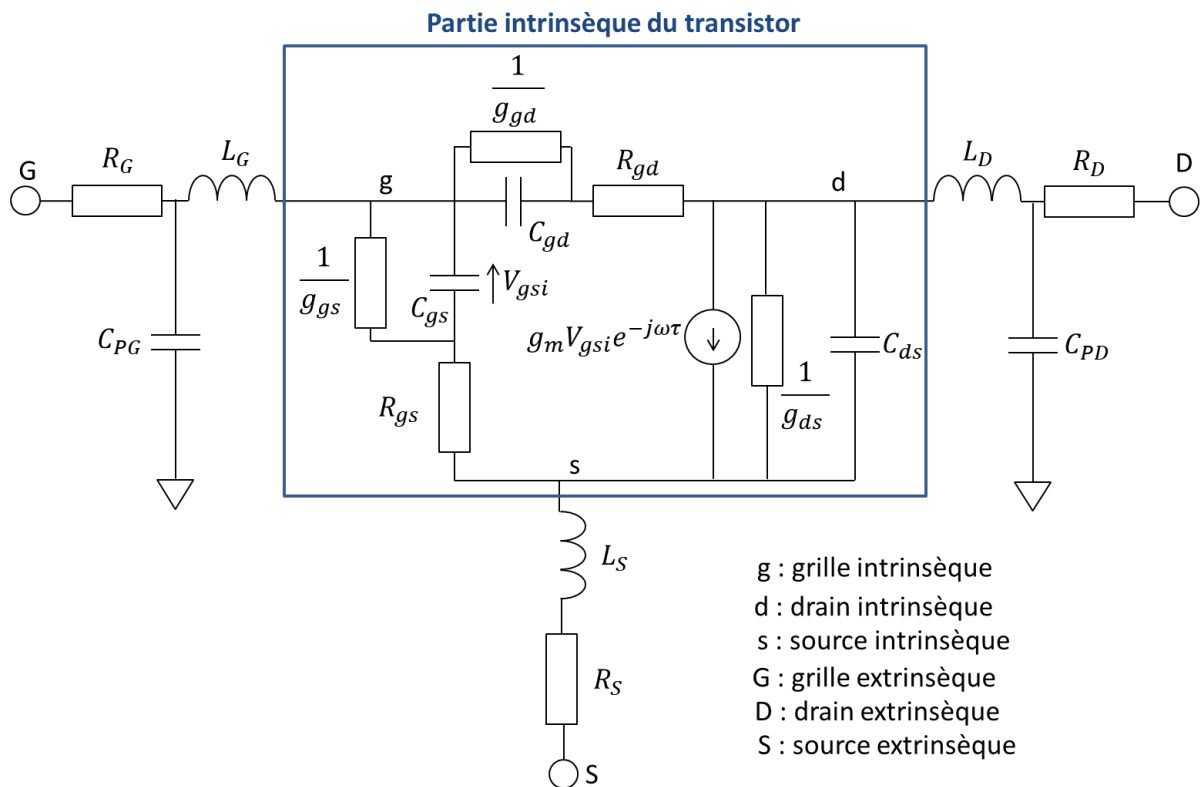 Partie intrinsèque du transistor
1
g_gd
G
R_G
L_G
g
R_gd
d
L_D
R_D
D
C_gd
1
g_gs
C_gs
V_gsi
C_PG
g_m V_gsi e^{-jωτ}
C_ds
C_PD
1
g_ds
R_gs
s
L_S
R_S
S
g : grille intrinsèque
d : drain intrinsèque
s : source intrinsèque
G : grille extrinsèque
D : drain extrinsèque
S : source extrinsèque